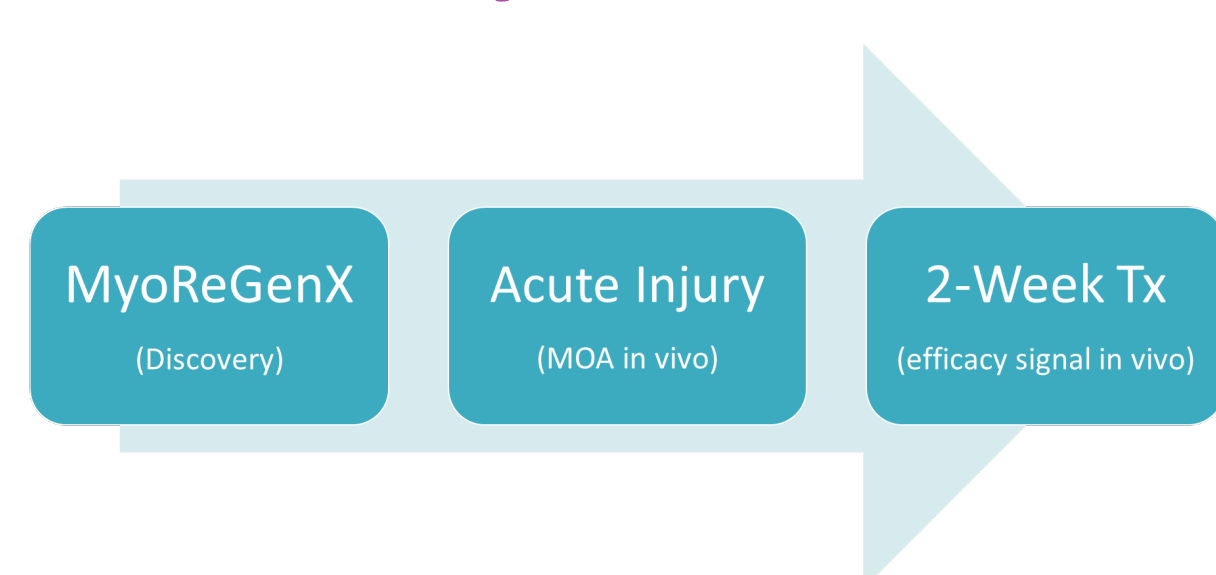 MyoReGenX
(Discovery)
Acute Injury
(MOA in vivo)
2-Week Tx
(efficacy signal in vivo)